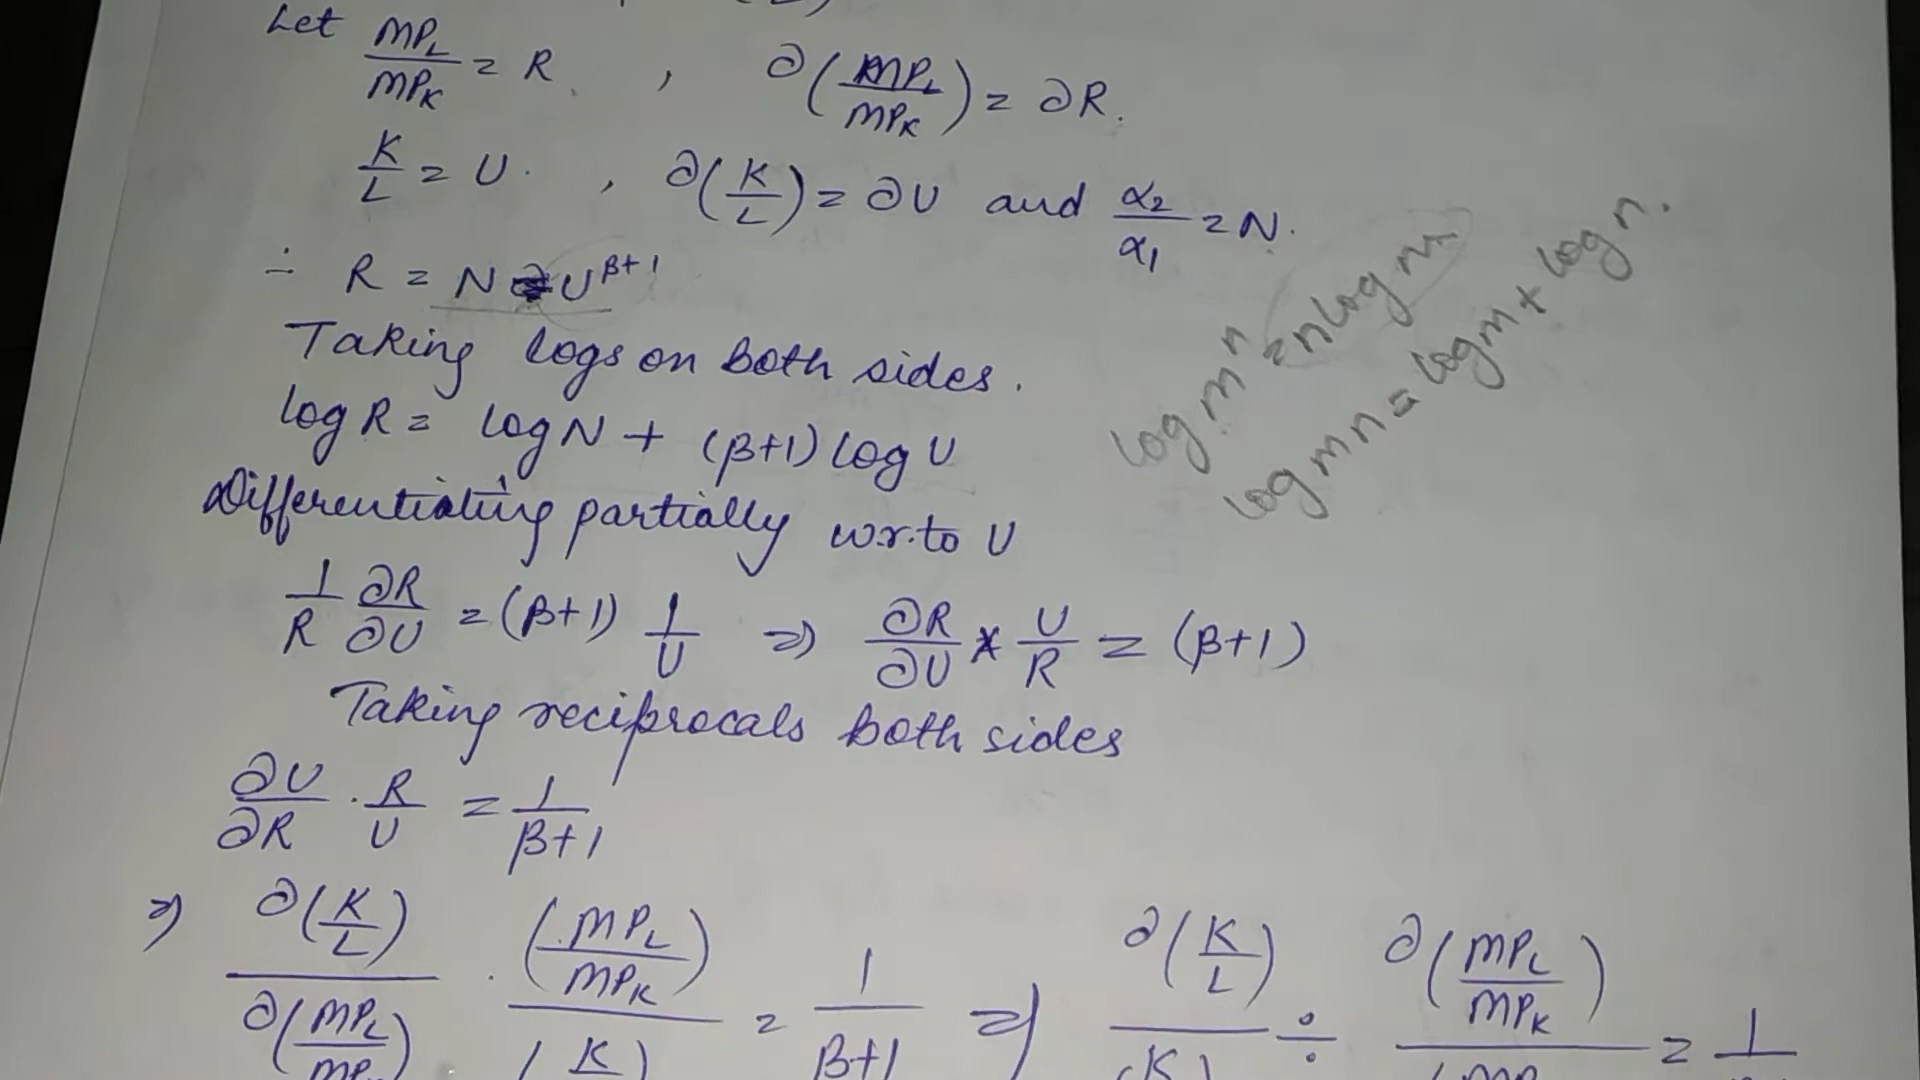 Let MPL/MPK = R , ∂(MPL/MPK) = ∂R.
K/L = U. , ∂(K/L) = ∂U and α2/α1 = N.
∴ R = N U^β+1
Taking logs on both sides.
log R = log N + (β+1) log U
Differentiating partially w.r.to U
1/R ∂R/∂U = (β+1) 1/U ⇒ ∂R/∂U × U/R = (β+1)
Taking reciprocals both sides
∂U/∂R · R/U = 1/β+1
⇒ ∂(K/L)/∂(MPL/MP · (MPL/MPK)/(K) = 1/β+1 ⇒ ∂(K/L)/(K) ÷ ∂(MPL/MPK)/(MP = 1
log m^n = n log m
log mn = log m + log n.